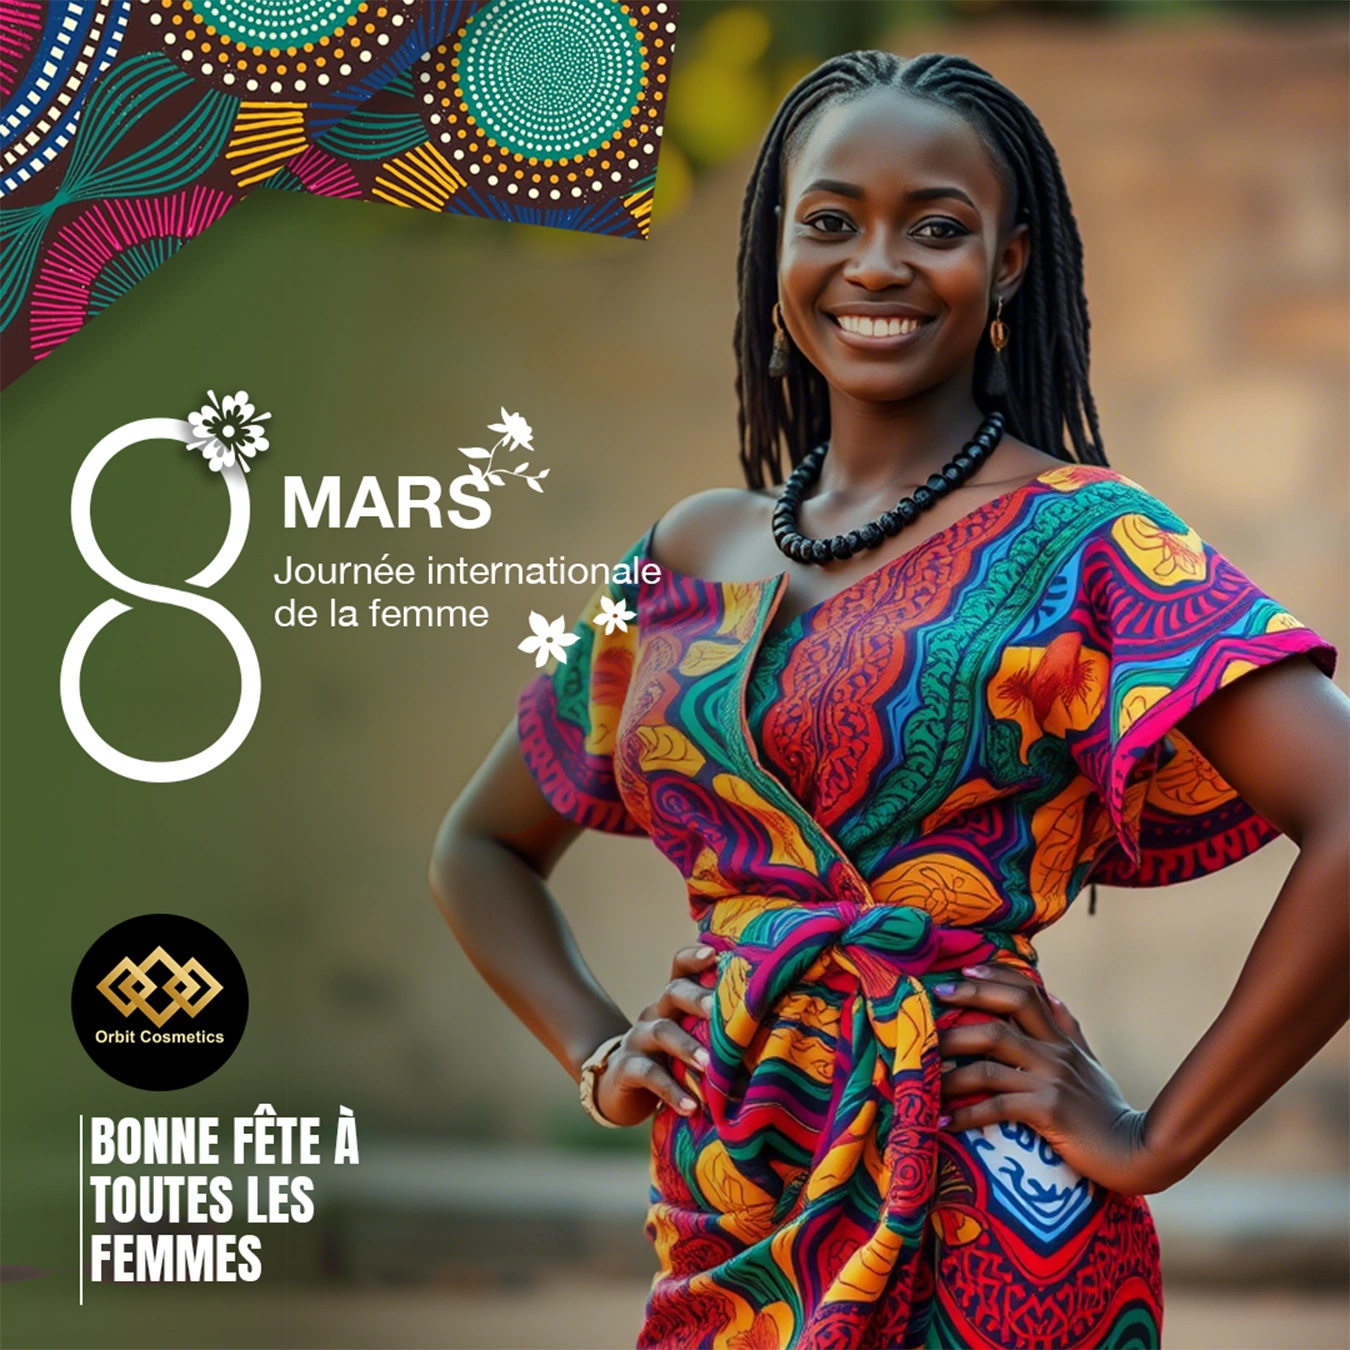 8
MARS
Journée internationale
de la femme
Orbit Cosmetics
BONNE FÊTE À
TOUTES LES
FEMMES